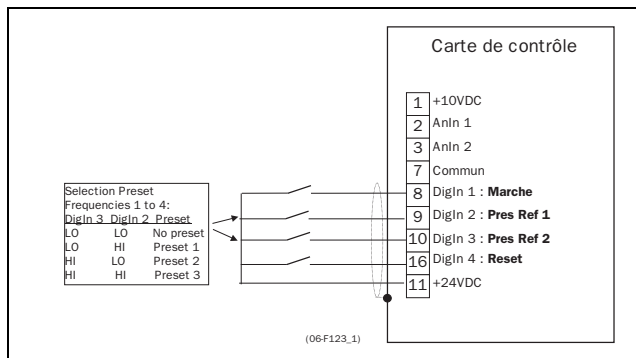 Carte de contrôle
1 +10VDC
2 AnIn 1
3 AnIn 2
7 Commun
8 DigIn 1 : Marche
9 DigIn 2 : Pres Ref 1
10 DigIn 3 : Pres Ref 2
16 DigIn 4 : Reset
11 +24VDC
Selection Preset
Frequencies 1 to 4:
DigIn 3 DigIn 2 Preset
LO LO No preset
LO HI Preset 1
HI LO Preset 2
HI HI Preset 3
(06-F123_1)